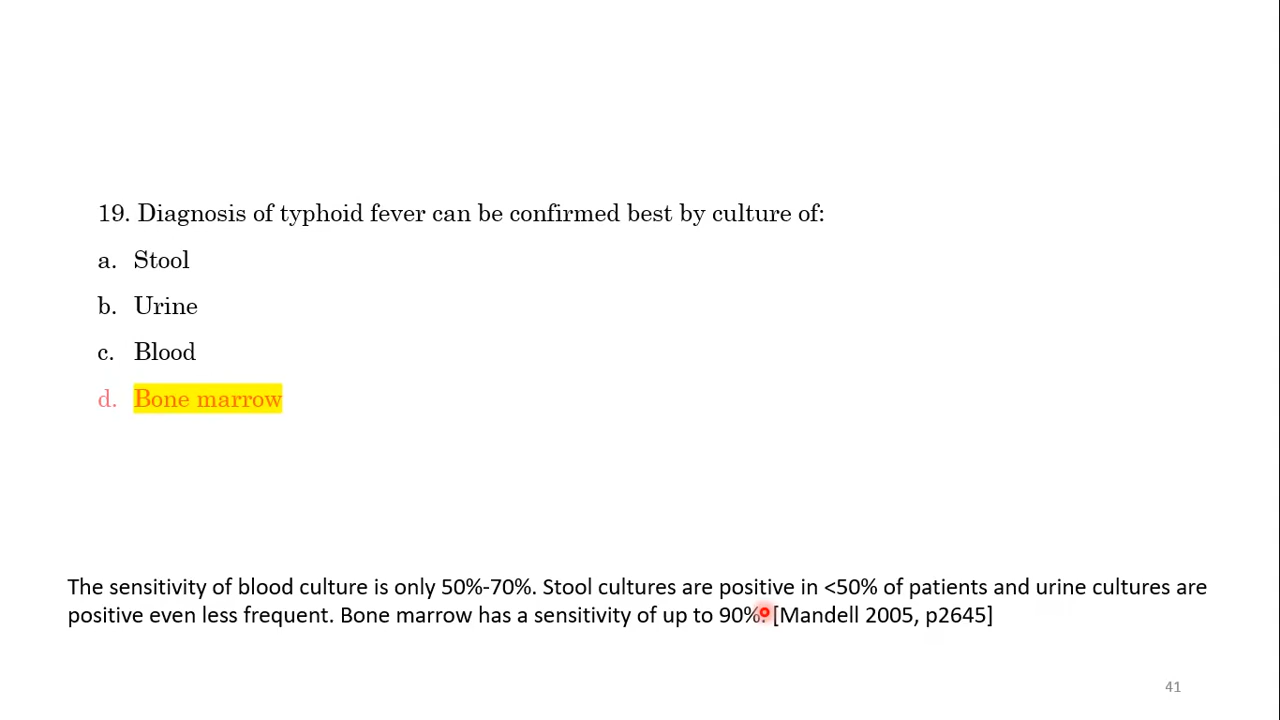 19. Diagnosis of typhoid fever can be confirmed best by culture of:
a. Stool
b. Urine
c. Blood
d. Bone marrow
The sensitivity of blood culture is only 50%-70%. Stool cultures are positive in <50% of patients and urine cultures are
positive even less frequent. Bone marrow has a sensitivity of up to 90%. [Mandell 2005, p2645]
41